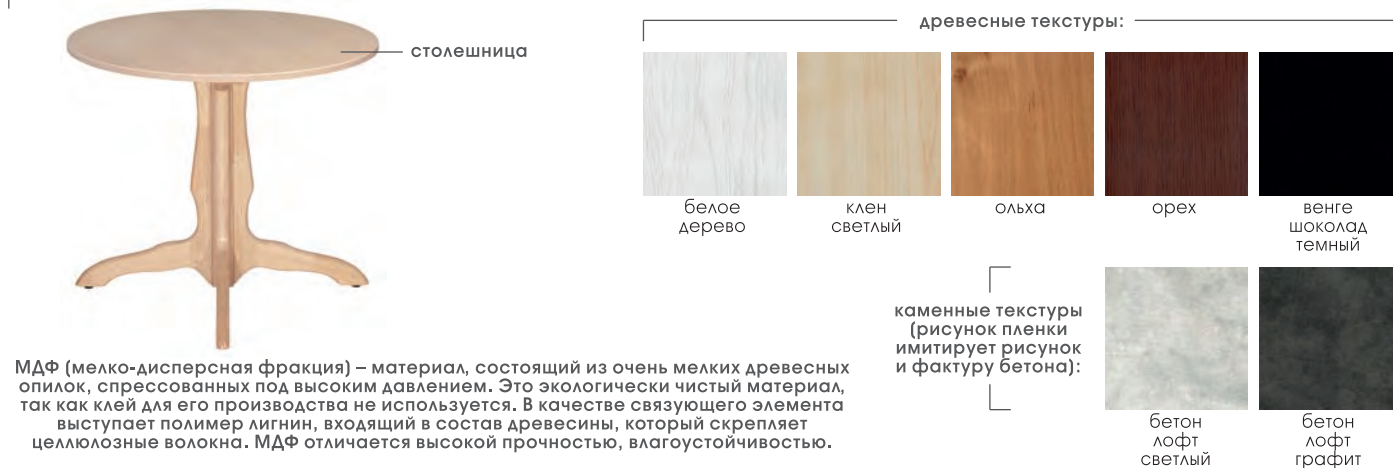 столешница
древесные текстуры:
белое
дерево
клен
светлый
ольха
орех
венге
шоколад
темный
каменные текстуры
(рисунок пленки
имитирует рисунок
и фактуру бетона):
бетон
лофт
светлый
бетон
лофт
графит
МДФ (мелко-дисперсная фракция) – материал, состоящий из очень мелких древесных
опилок, спрессованных под высоким давлением. Это экологически чистый материал,
так как клей для его производства не используется. В качестве связующего элемента
выступает полимер лигнин, входящий в состав древесины, который скрепляет
целлюлозные волокна. МДФ отличается высокой прочностью, влагоустойчивостью.